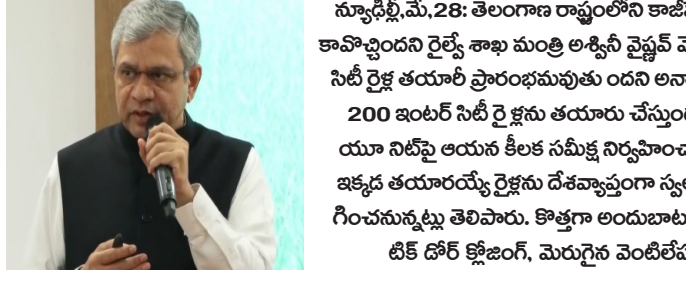 న్యూఢిల్లీ,మే,28: తెలంగాణ రాష్ట్రంలోని
కావొచ్చిందని రైల్వే శాఖ మంత్రి అశ్వినీ వైష్ణవ్
సిటీ రైళ్ల తయారీ ప్రారంభమవుతు ందని
200 ఇంటర్ సిటీ రై ళ్లను తయారు
యూ నిట్‌పై ఆయన కీలక సమీక్ష
ఇక్కడ తయారయ్యే రైళ్లను దేశవ్యాప్తంగా
గించనున్నట్లు తెలిపారు. కొత్తగా
టిక్ డోర్ క్లోజింగ్, మెరుగైన